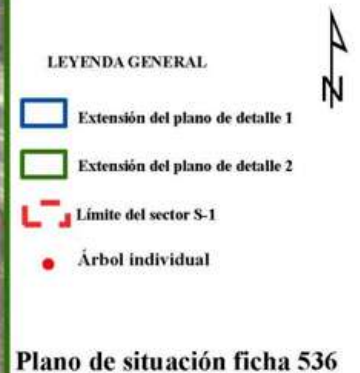 N
LEYENDA GENERAL
Extensión del plano de detalle 1
Extensión del plano de detalle 2
Límite del sector S-1
Árbol individual
Plano de situación ficha 536